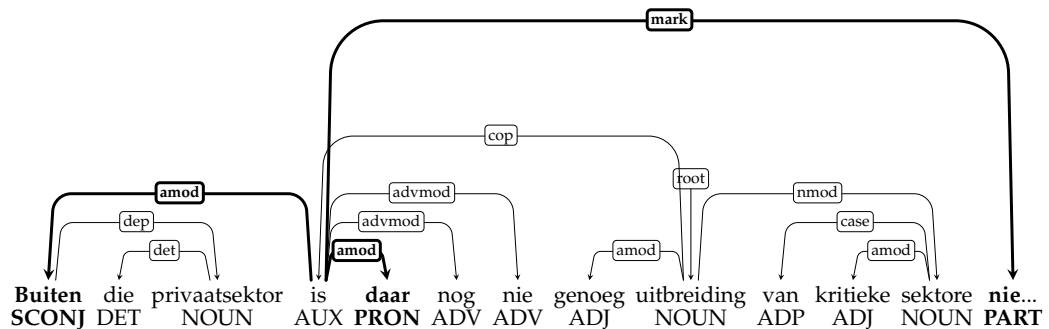 mark
cop
root
amod advmod nmod
dep advmod case
det amod amod amod
Buiten die privaatsektor is daar nog nie genoeg uitbreiding van kritieke sektore nie...
SCONJ DET NOUN AUX PRON ADV ADV ADJ NOUN ADP ADJ NOUN PART